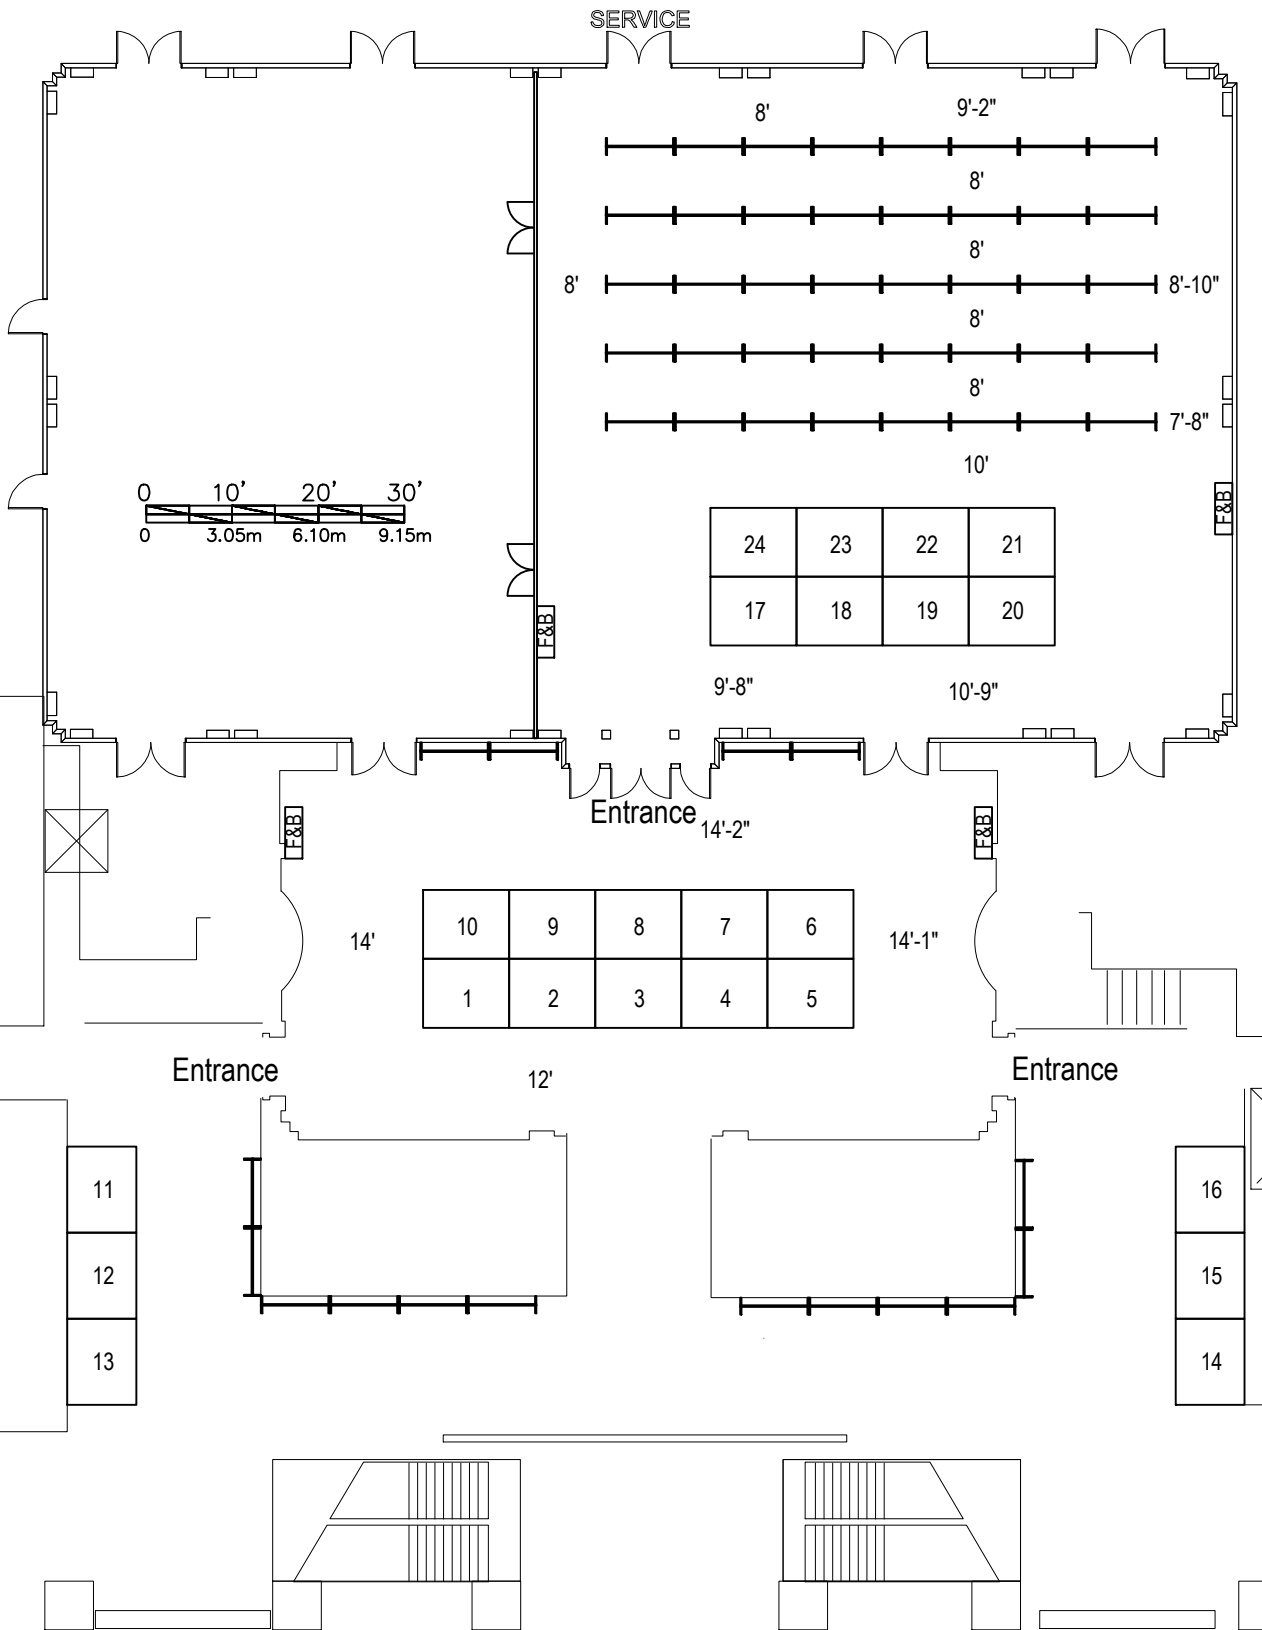 SERVICE
8' 9'-2"
8'
8'
8' 8'-10"
8'
8'
7'-8"
10'
0 10' 20' 30'
0 3.05m 6.10m 9.15m
F&B
24 23 22 21
17 18 19 20
F&B
9'-8" 10'-9"
Entrance
14'-2"
F&B F&B
10 9 8 7 6
14' 14'-1"
1 2 3 4 5
Entrance Entrance
12'
11 16
12 15
13 14